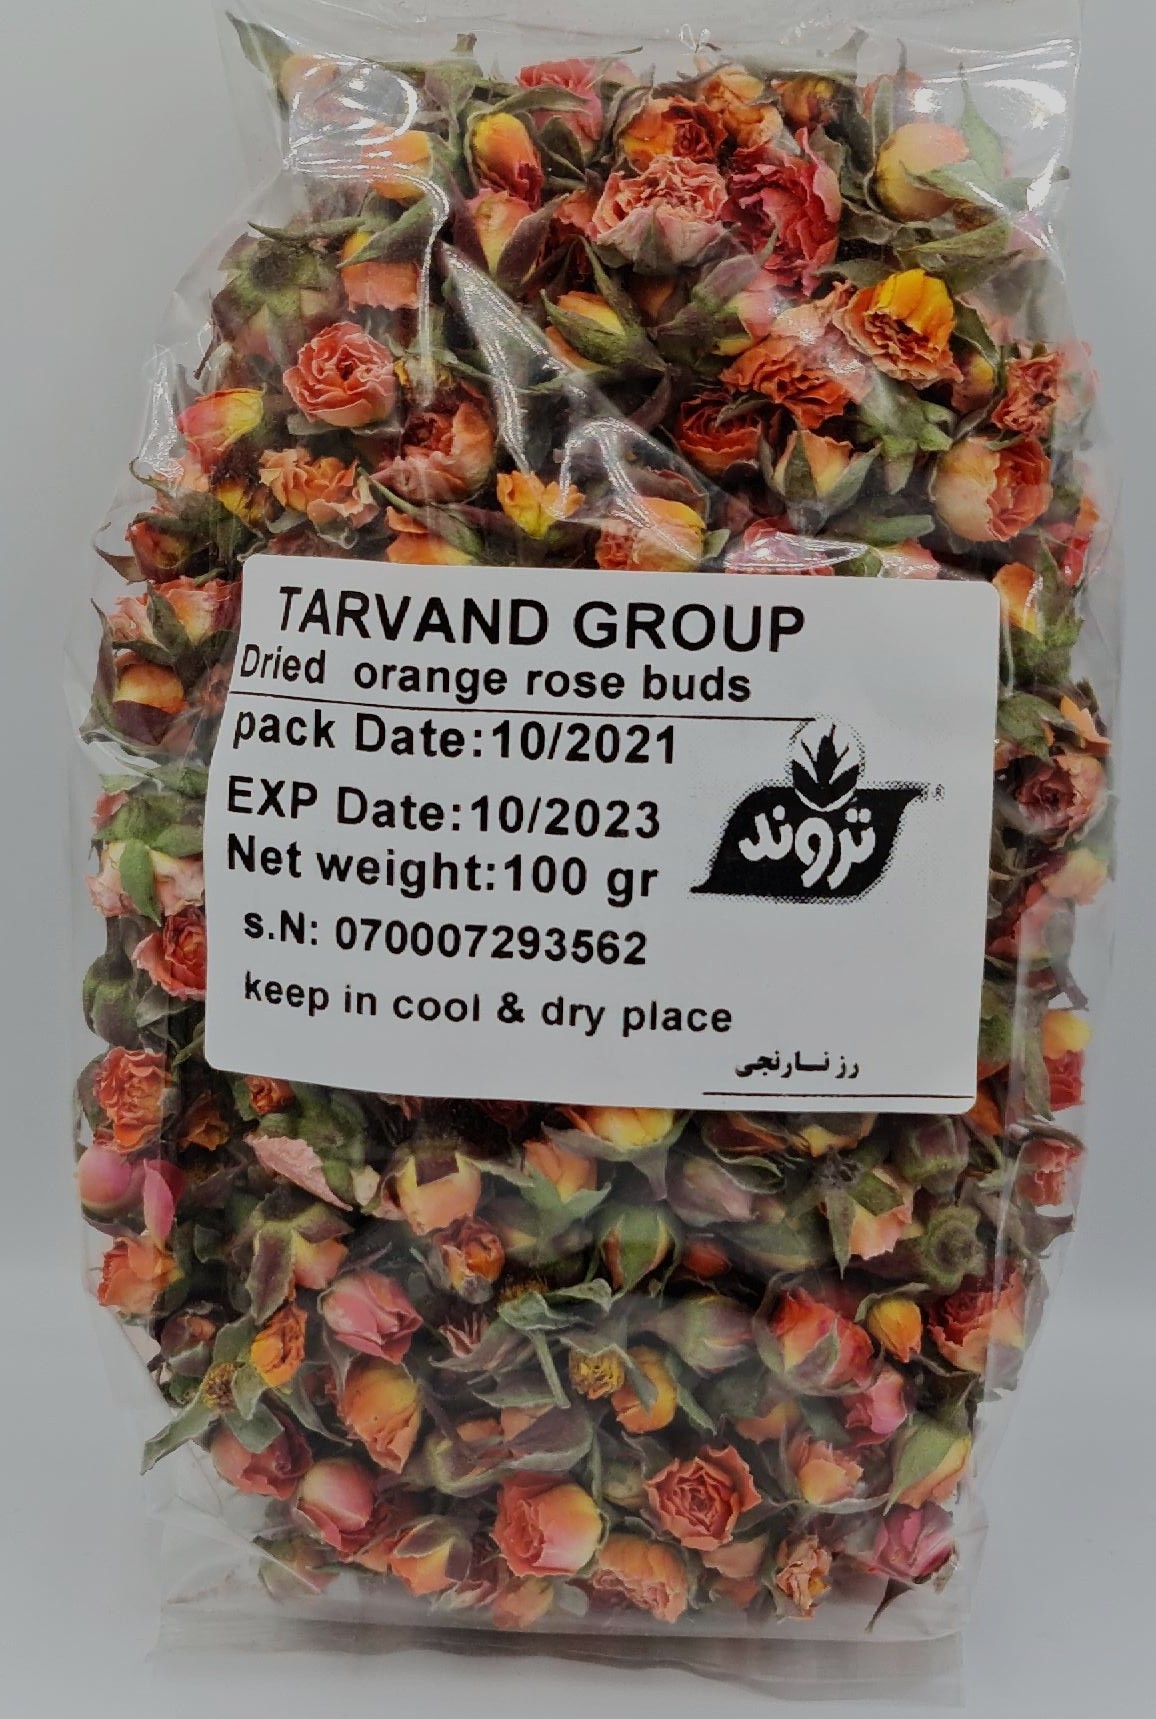 TARVAND GROUP
Dried orange rose buds
pack Date:10/2021
EXP Date:10/2023
Net weight:100 gr
تروند ®
s.N: 070007293562
keep in cool & dry place
رز نارنجی